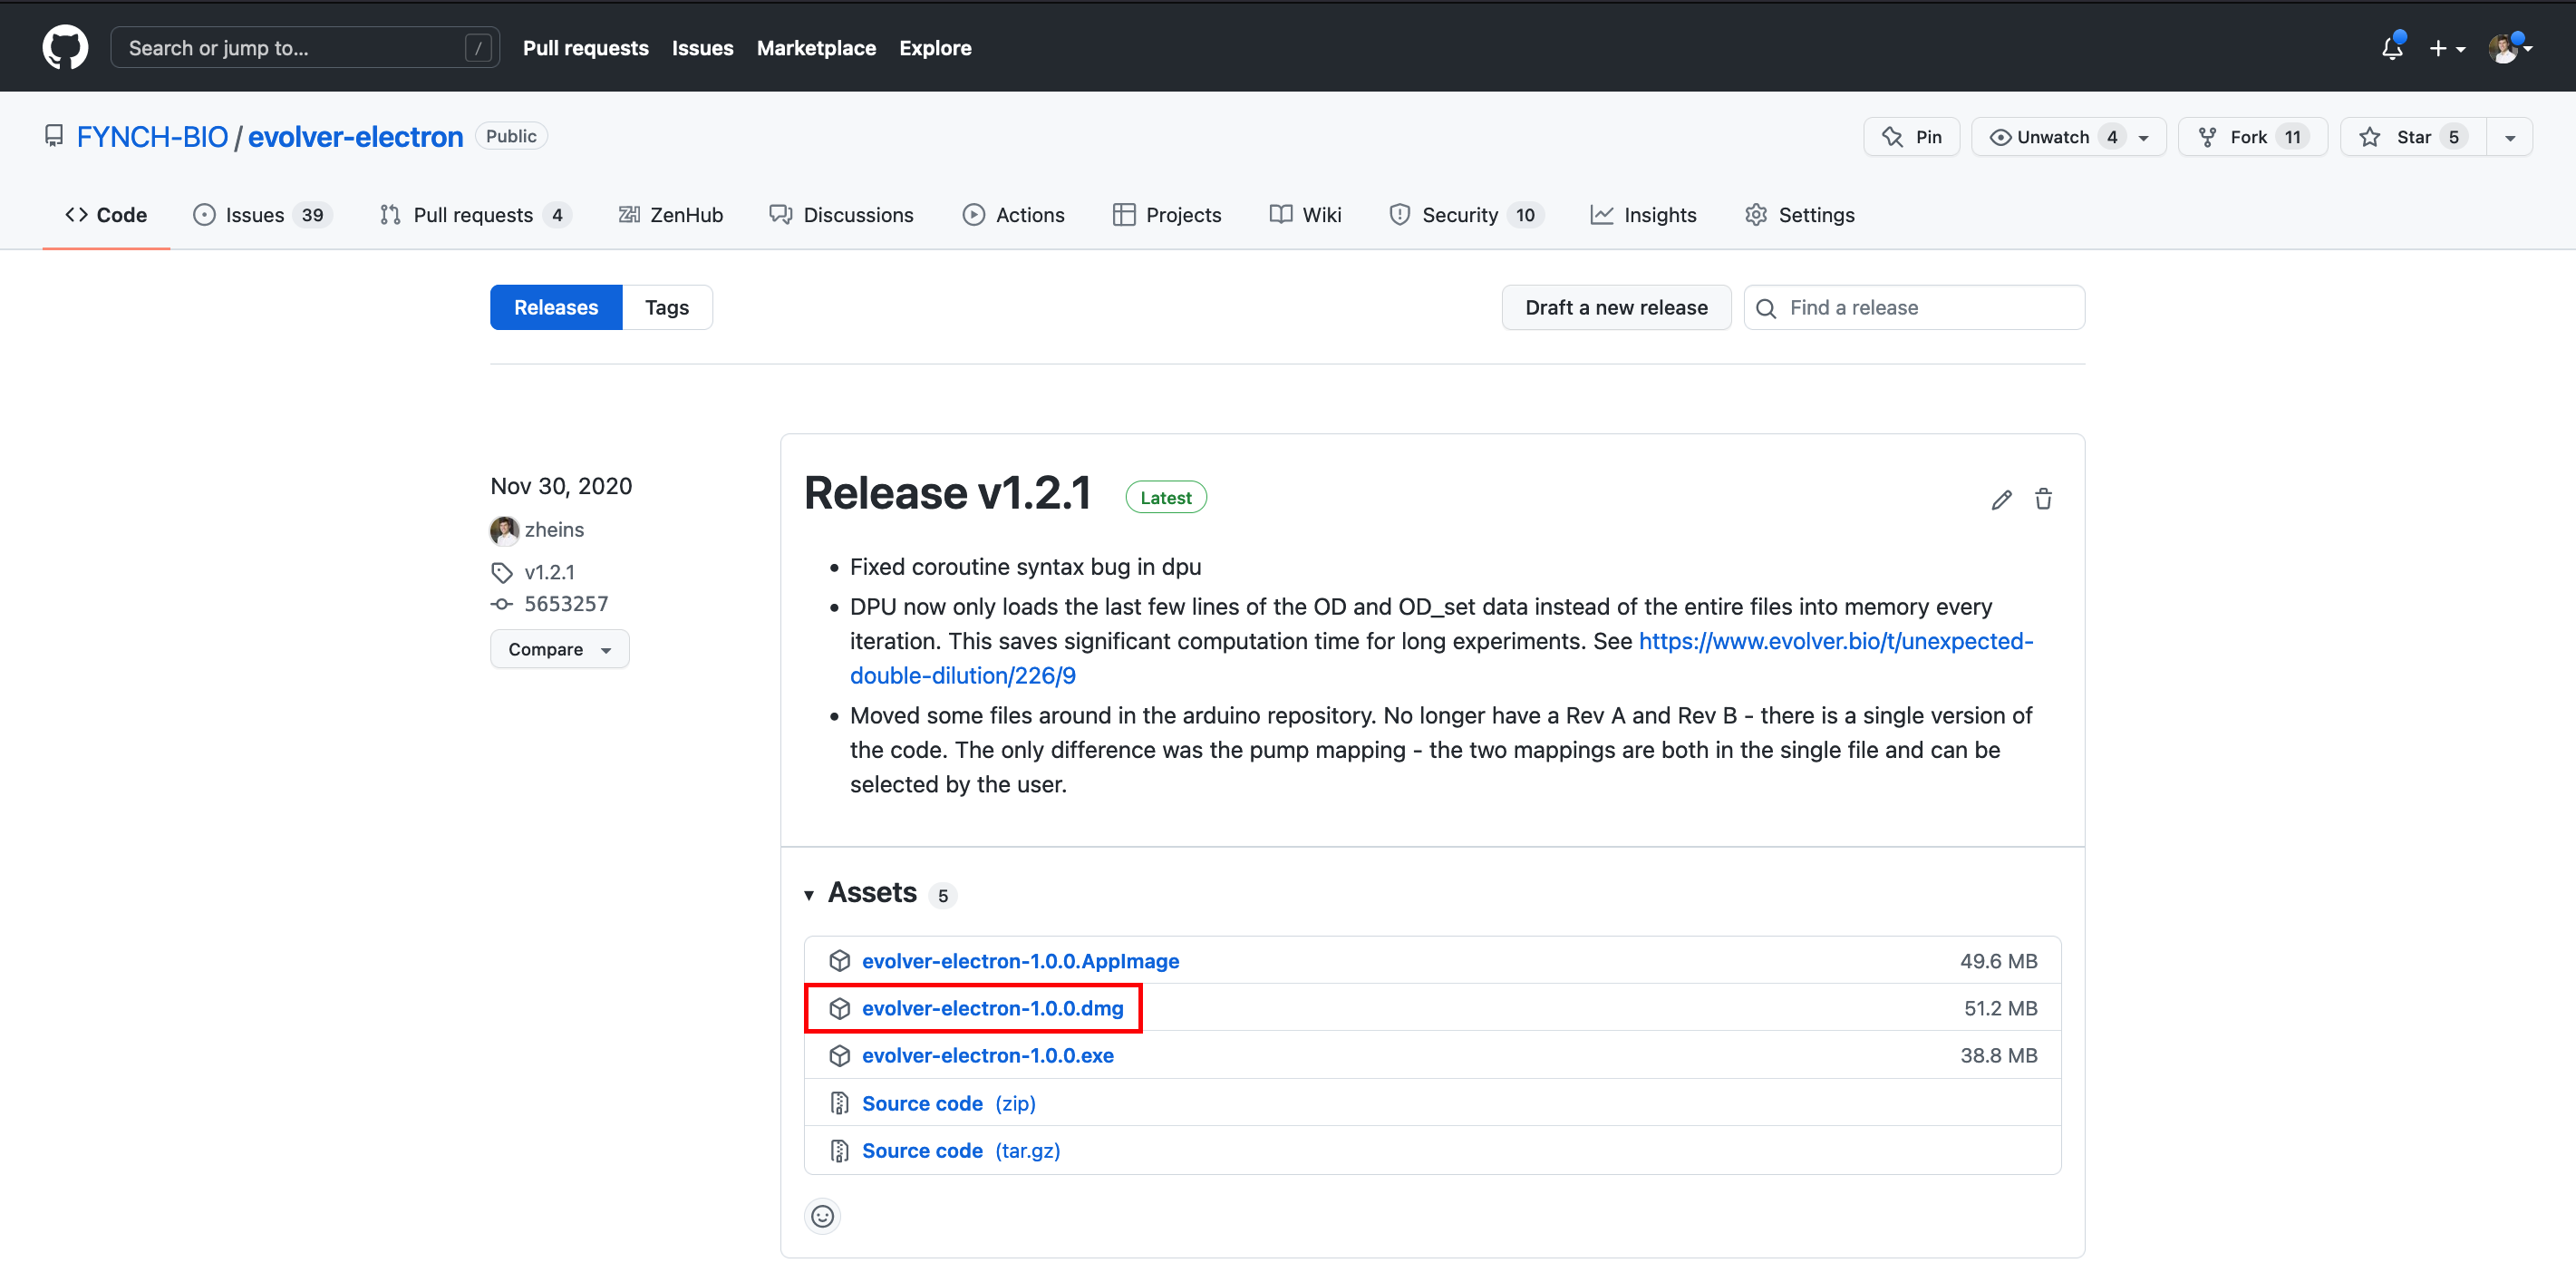 Search or jump to... /
Pull requests Issues Marketplace Explore
FYNCH-BIO / evolver-electron Public
Pin Unwatch 4 Fork 11 Star 5
Code Issues 39 Pull requests 4 ZenHub Discussions Actions Projects Wiki Security 10 Insights Settings
Releases Tags
Draft a new release Find a release
Nov 30, 2020
zheins
v1.2.1
5653257
Compare
Release v1.2.1 Latest
• Fixed coroutine syntax bug in dpu
• DPU now only loads the last few lines of the OD and OD_set data instead of the entire files into memory every
iteration. This saves significant computation time for long experiments. See https://www.evolver.bio/t/unexpected-
double-dilution/226/9
• Moved some files around in the arduino repository. No longer have a Rev A and Rev B - there is a single version of
the code. The only difference was the pump mapping - the two mappings are both in the single file and can be
selected by the user.
Assets 5
evolver-electron-1.0.0.AppImage 49.6 MB
evolver-electron-1.0.0.dmg 51.2 MB
evolver-electron-1.0.0.exe 38.8 MB
Source code (zip)
Source code (tar.gz)